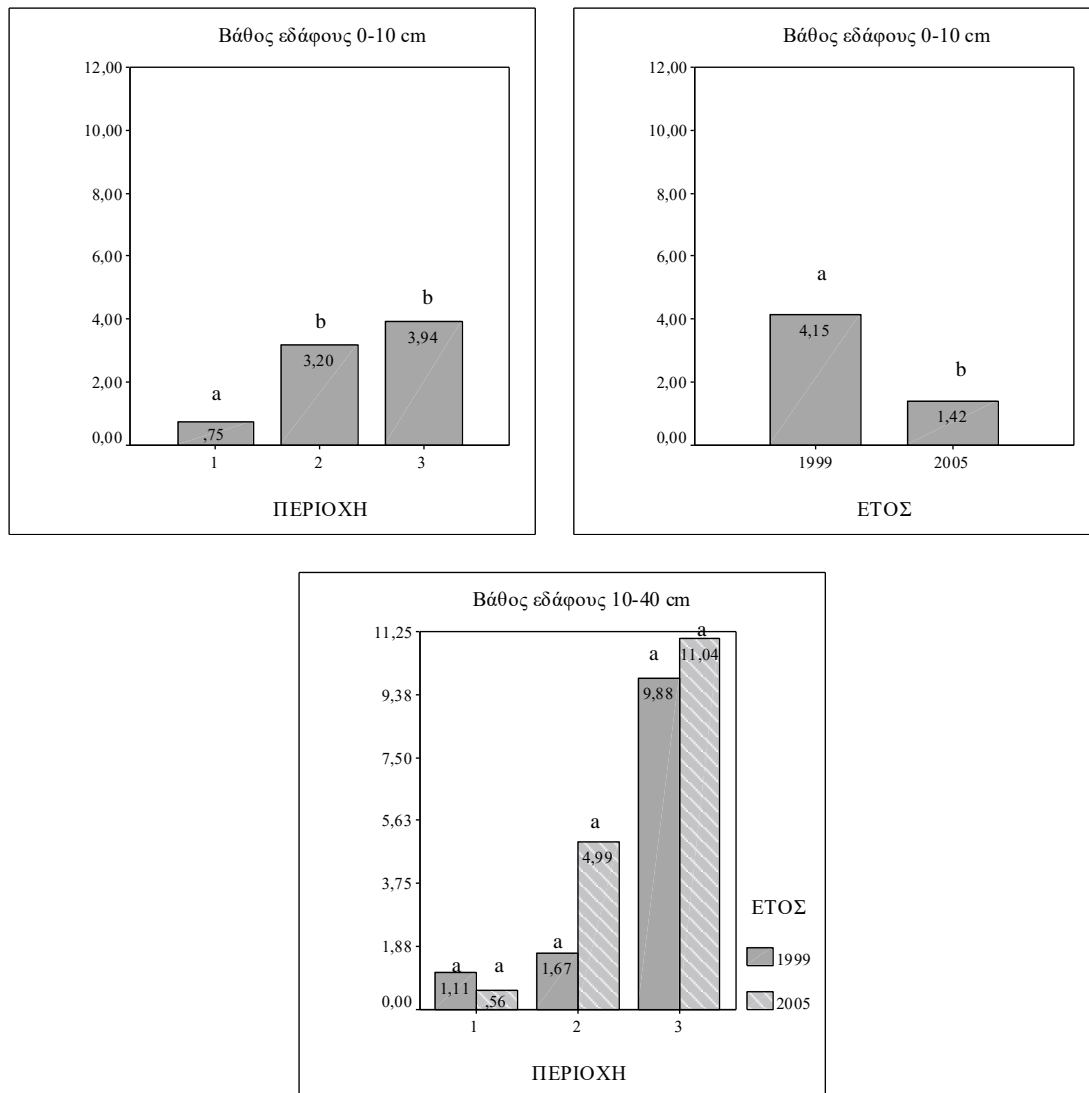 Βάθος εδάφους 0-10 cm
12,00
10,00
8,00
6,00
4,00
2,00
0,00
a
b
b
,75
3,20
3,94
1 2 3
ΠΕΡΙΟΧΗ
Βάθος εδάφους 0-10 cm
12,00
10,00
8,00
6,00
4,00
2,00
0,00
a
b
4,15
1,42
1999 2005
ΕΤΟΣ
Βάθος εδάφους 10-40 cm
11,25
9,38
7,50
5,63
3,75
1,88
0,00
a
a
a
a
a
a
1,11
,56
1,67
4,99
9,88
11,04
1 2 3
ΠΕΡΙΟΧΗ
ΕΤΟΣ
1999
2005